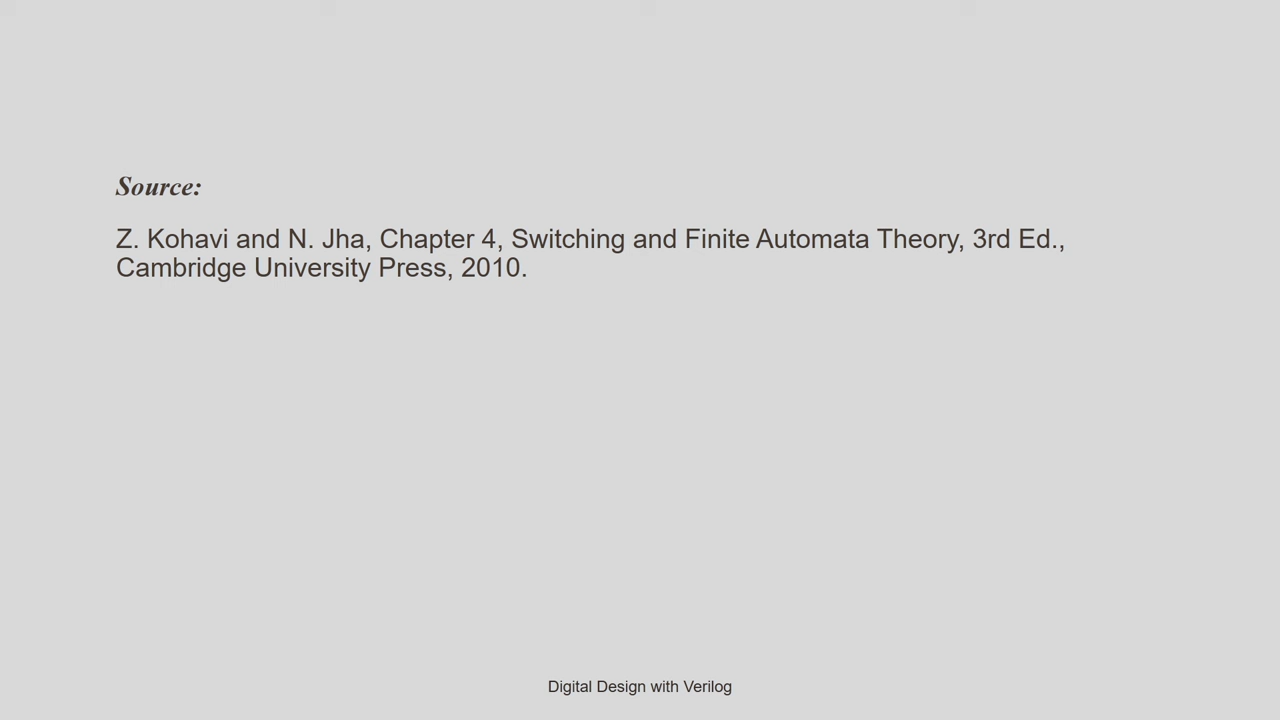 Source:
Z. Kohavi and N. Jha, Chapter 4, Switching and Finite Automata Theory, 3rd Ed.,
Cambridge University Press, 2010.
Digital Design with Verilog